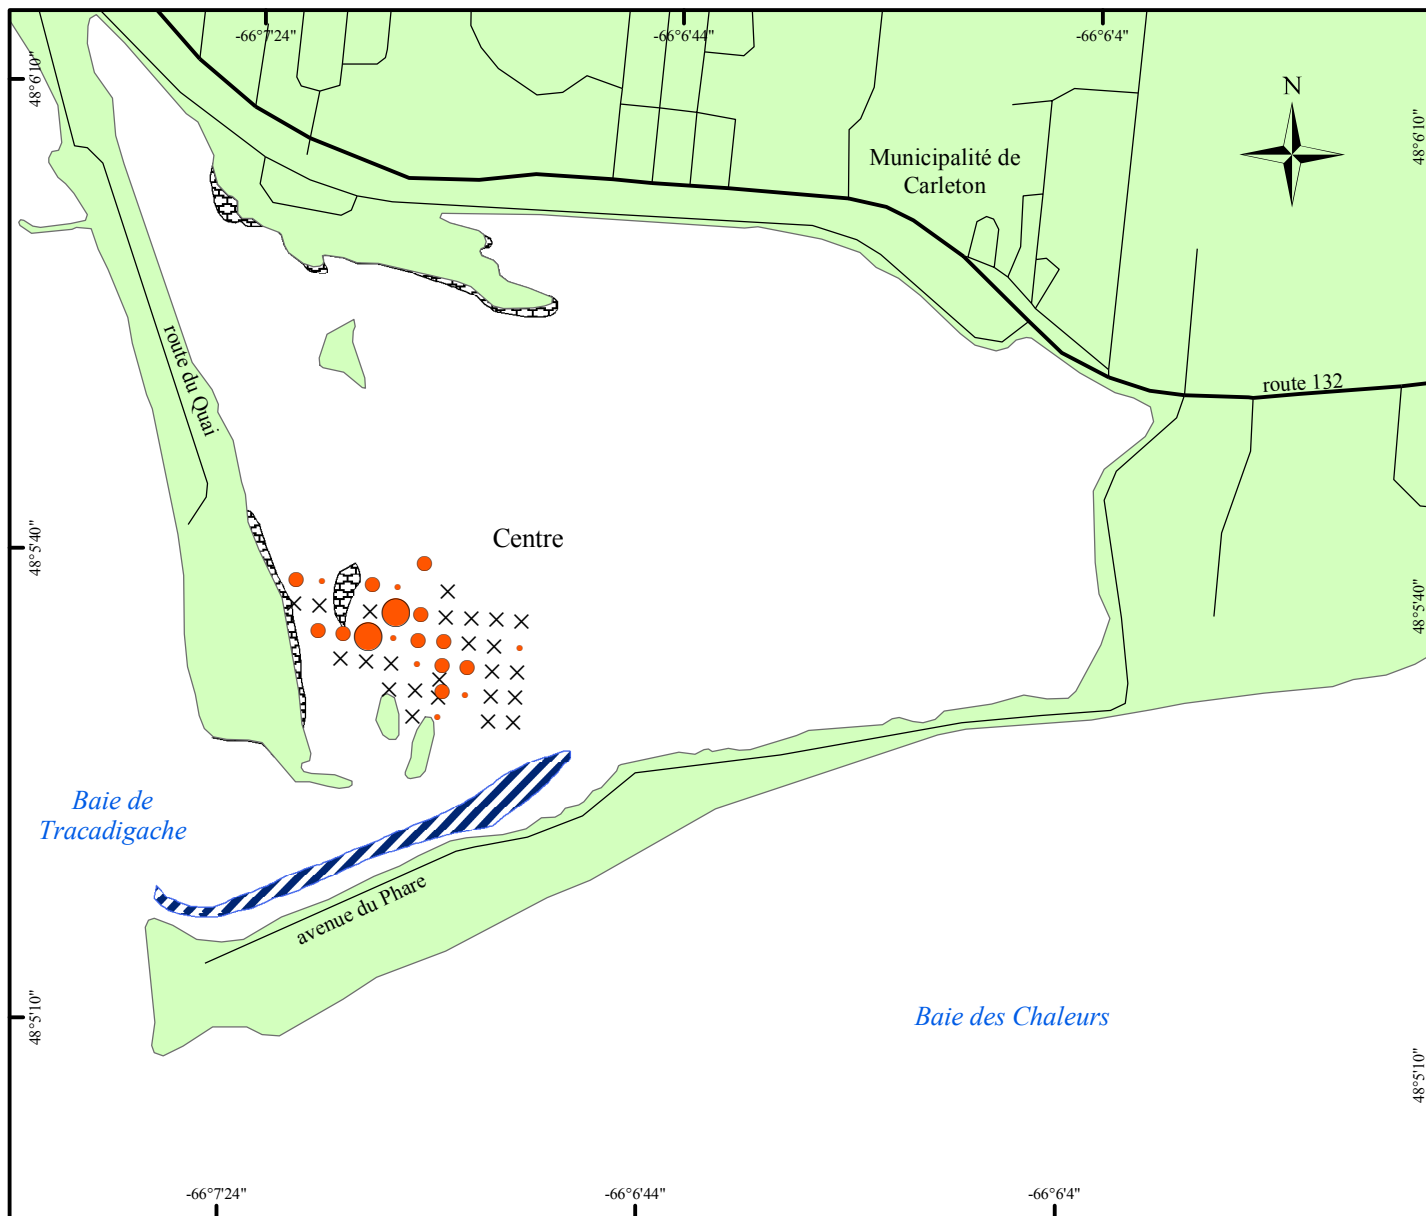 -66°7'24"
-66°6'44"
-66°6'4"
48°6'10"
48°6'10"
N
Municipalité de
Carleton
route 132
route du Quai
Centre
48°5'40"
48°5'40"
Baie de
Tracadigache
avenue du Phare
Baie des Chaleurs
48°5'10"
48°5'10"
-66°7'24"
-66°6'44"
-66°6'4"